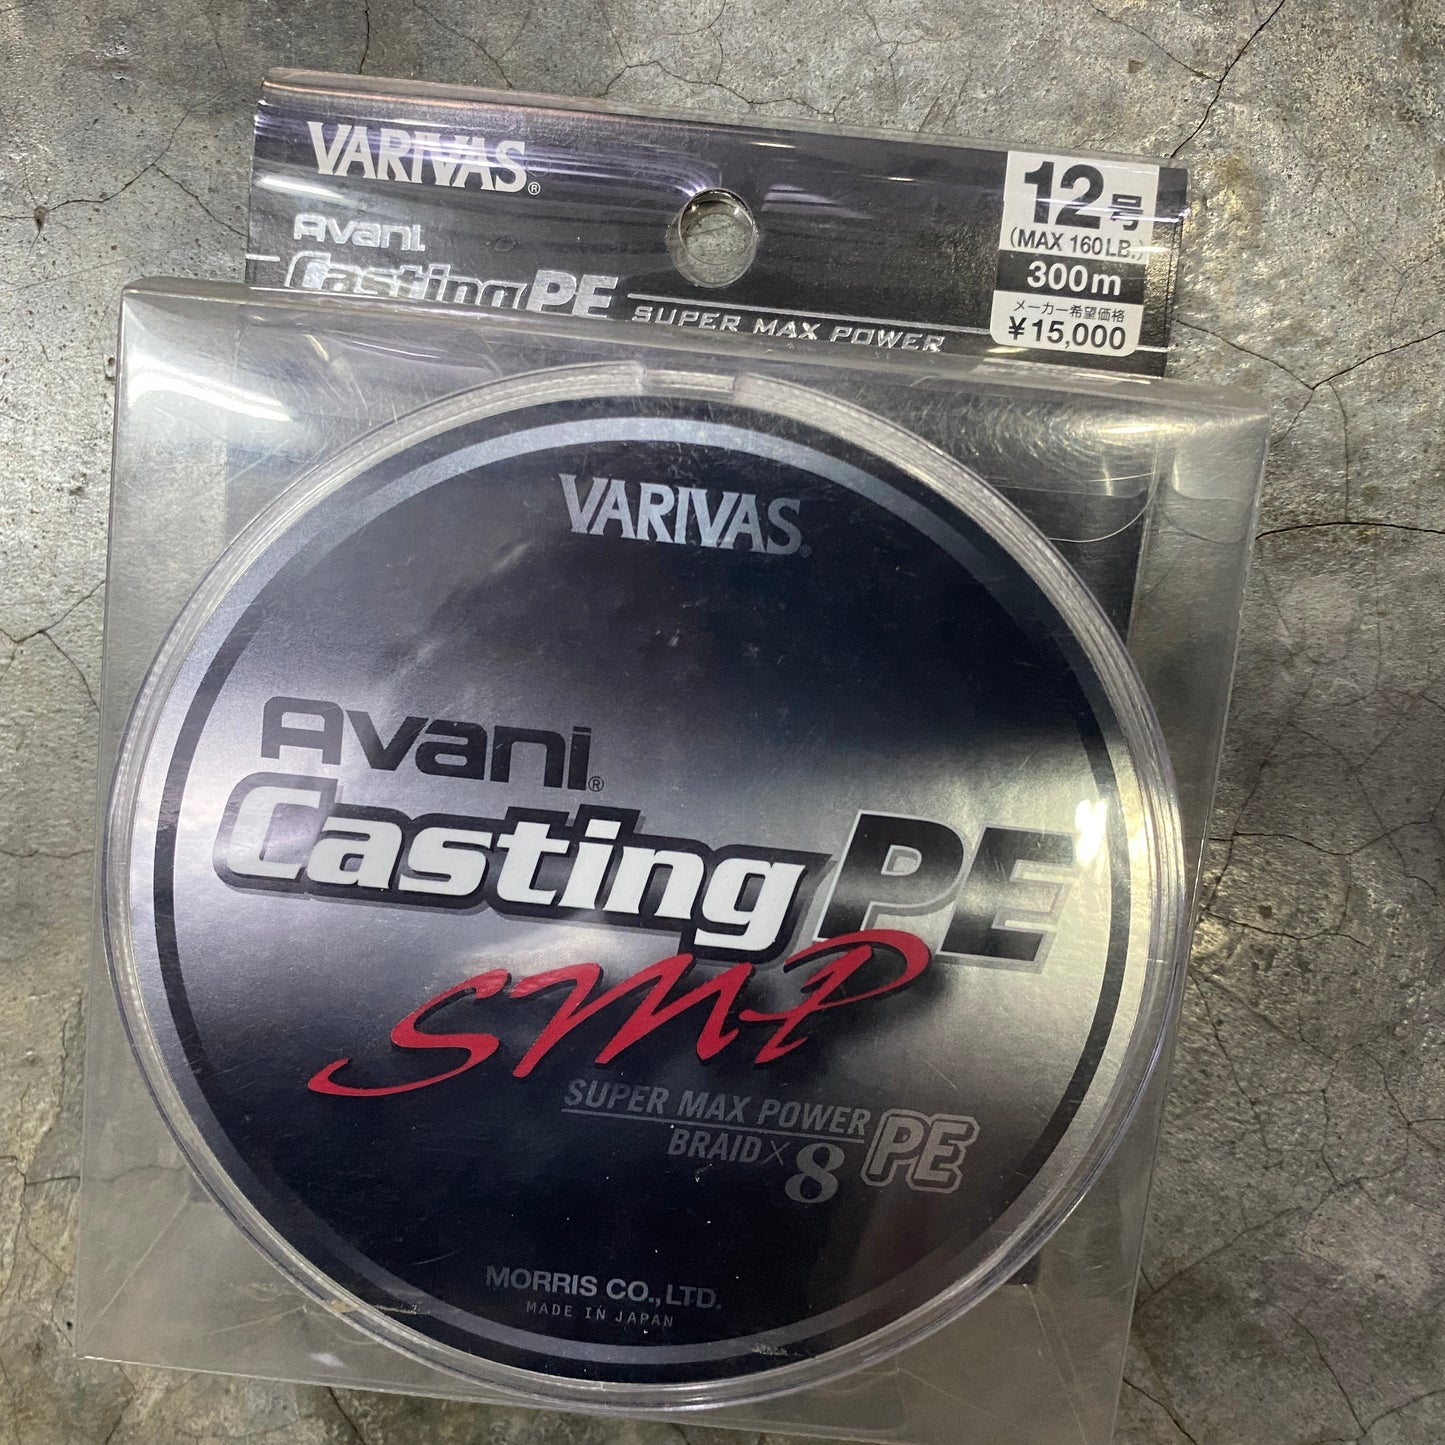 VARIVAS®
Avani
Casting PE
SUPER MAX POWER
12号
(MAX 160LB.)
300m
メーカー希望価格
¥15,000
VARIVAS®
Avani®
Casting PE
SMP
SUPER MAX POWER
BRAID×8 PE
MORRIS CO.,LTD.
MADE IN JAPAN